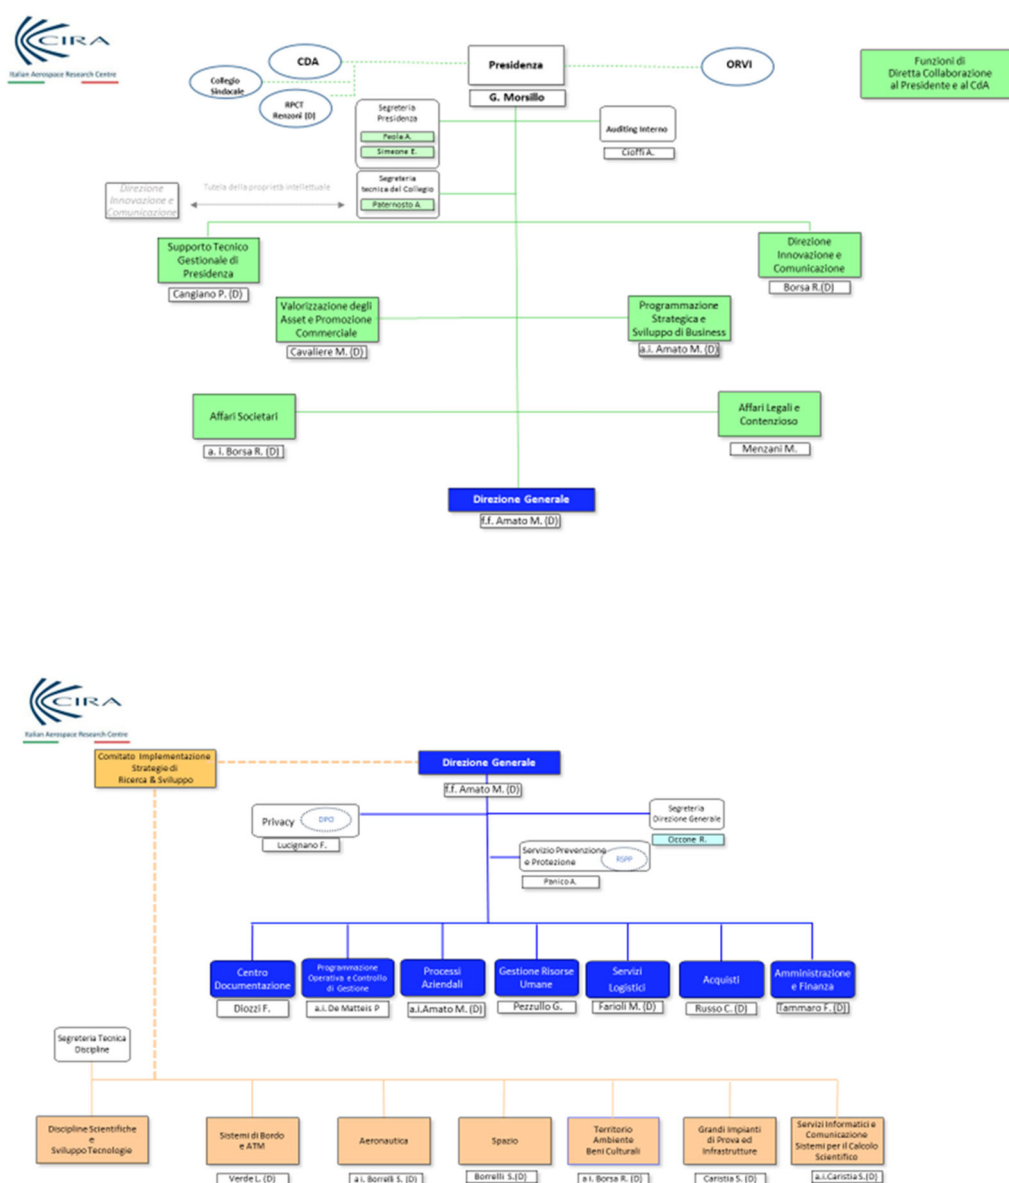 CIRA
Italian Aerospace Research Centre
CDA
Collegio
Sindacale
RPCT
Renzoni (D)
Presidenza
G. Morsillo
ORVI
Funzioni di
Diretta Collaborazione
al Presidente e al CdA
Segreteria
Presidenza
Paola A.
Simeone E.
Auditing Interno
Cioffi A.
Segreteria
tecnica del Collegio
Paternosto A.
Direzione
Innovazione e
Comunicazione
Tutela della proprietà intellettuale
Supporto Tecnico
Gestionale di
Presidenza
Cangiano P. (D)
Direzione
Innovazione e
Comunicazione
Borsa R.(D)
Valorizzazione degli
Asset e Promozione
Commerciale
Cavaliere M. (D)
Programmazione
Strategica e
Sviluppo di Business
a.i. Amato M. (D)
Affari Societari
a. i. Borsa R. (D)
Affari Legali e
Contenzioso
Menzani M.
Direzione Generale
f.f. Amato M. (D)
CIRA
Italian Aerospace Research Centre
Comitato Implementazione
Strategie di
Ricerca & Sviluppo
Direzione Generale
f.f. Amato M. (D)
Privacy
DPO
Lucignano F.
Segreteria
Direzione Generale
Ciccone R.
Servizio Prevenzione
e Protezione
RSPP
Panico A.
Centro
Documentazione
Diozzi F.
Programmazione
Operativa e Controllo
di Gestione
a.i. De Matteis P
Processi
Aziendali
a.i.Amato M. (D)
Gestione Risorse
Umane
Pezzullo G.
Servizi
Logistici
Farioli M. (D)
Acquisti
Russo C. (D)
Amministrazione
e Finanza
Tammaro F. (D)
Segreteria Tecnica
Discipline
Discipline Scientifiche
e
Sviluppo Tecnologie
Sistemi di Bordo
e ATM
Verde L. (D)
Aeronautica
a i. Borrelli S. (D)
Spazio
Borrelli S.(D)
Territorio
Ambiente
Beni Culturali
a i. Borsa R. (D)
Grandi Impianti
di Prova ed
Infrastrutture
Caristia S. (D)
Servizi Informatici e
Comunicazione
Sistemi per il Calcolo
Scientifico
a.i.Caristia S.(D)